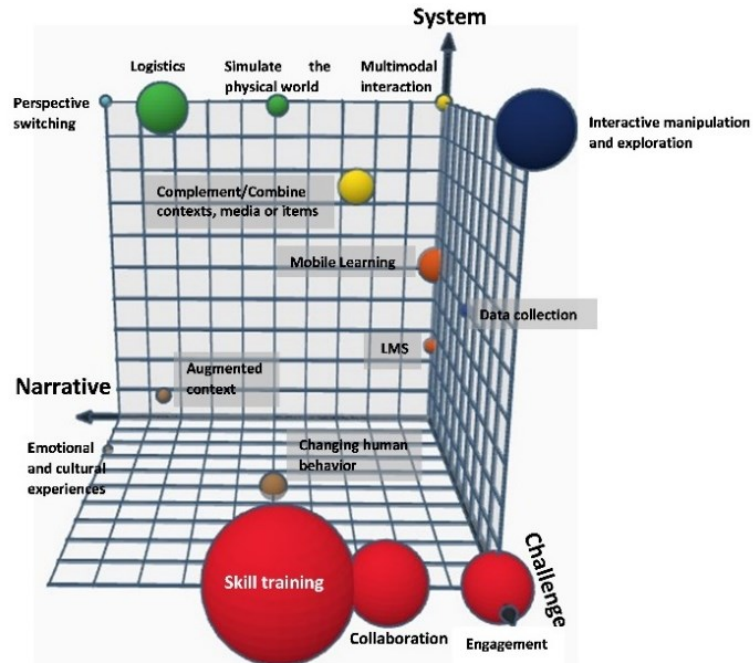 System
Logistics
Simulate the
physical world
Multimodal
interaction
Perspective
switching
Interactive manipulation
and exploration
Complement/Combine
contexts, media or items
Mobile Learning
Data collection
LMS
Augmented
context
Narrative
Emotional
and cultural
experiences
Changing human
behavior
Challenge
Skill training
Collaboration
Engagement